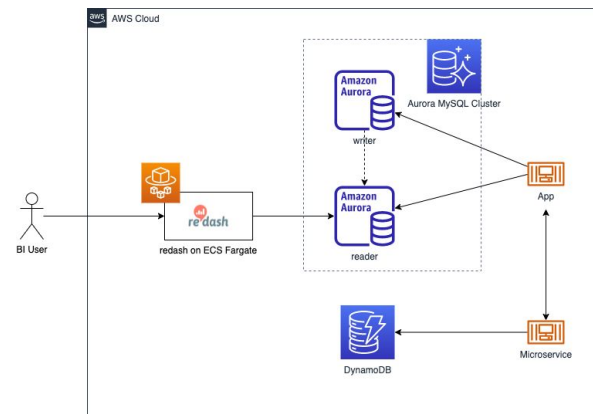 aws
AWS Cloud
Amazon
Aurora
Aurora MySQL Cluster
writer
App
BI User
re dash
redash on ECS Fargate
Amazon
Aurora
reader
DynamoDB
Microservice